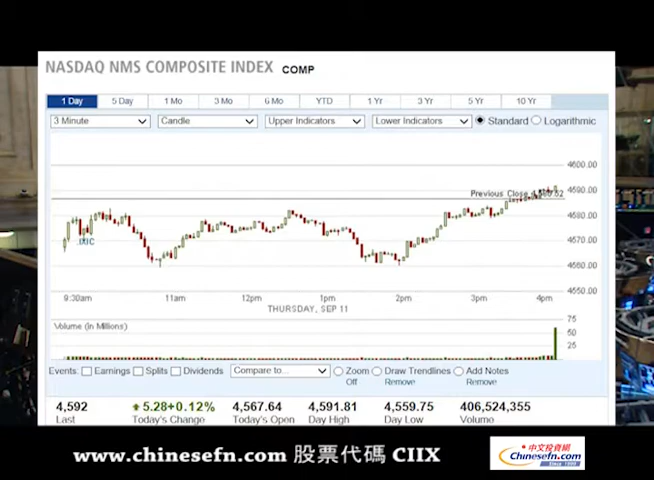 NASDAQ NMS COMPOSITE INDEX COMP
1 Day 5 Day 1 Mo 3 Mo 6 Mo YTD 1 Yr 3 Yr 5 Yr 10 Yr
3 Minute Candle Upper Indicators Lower Indicators Standard Logarithmic
4600.00
4590.00
Previous Close
4580.00
4570.00
4560.00
4550.00
9:30am 11am 12pm 1pm 2pm 3pm 4pm
THURSDAY, SEP 11
Volume (in Millions)
75
50
25
Events: Earnings Splits Dividends Compare to... Zoom Draw Trendlines Add Notes
Off Remove Remove
4,592 5.28+0.12% 4,567.64 4,591.81 4,559.75 406,524,355
Last Today's Change Today's Open Day High Day Low Volume
www.chinesefn.com 股票代碼 CIIX
中文投資網
Chinesefn.com